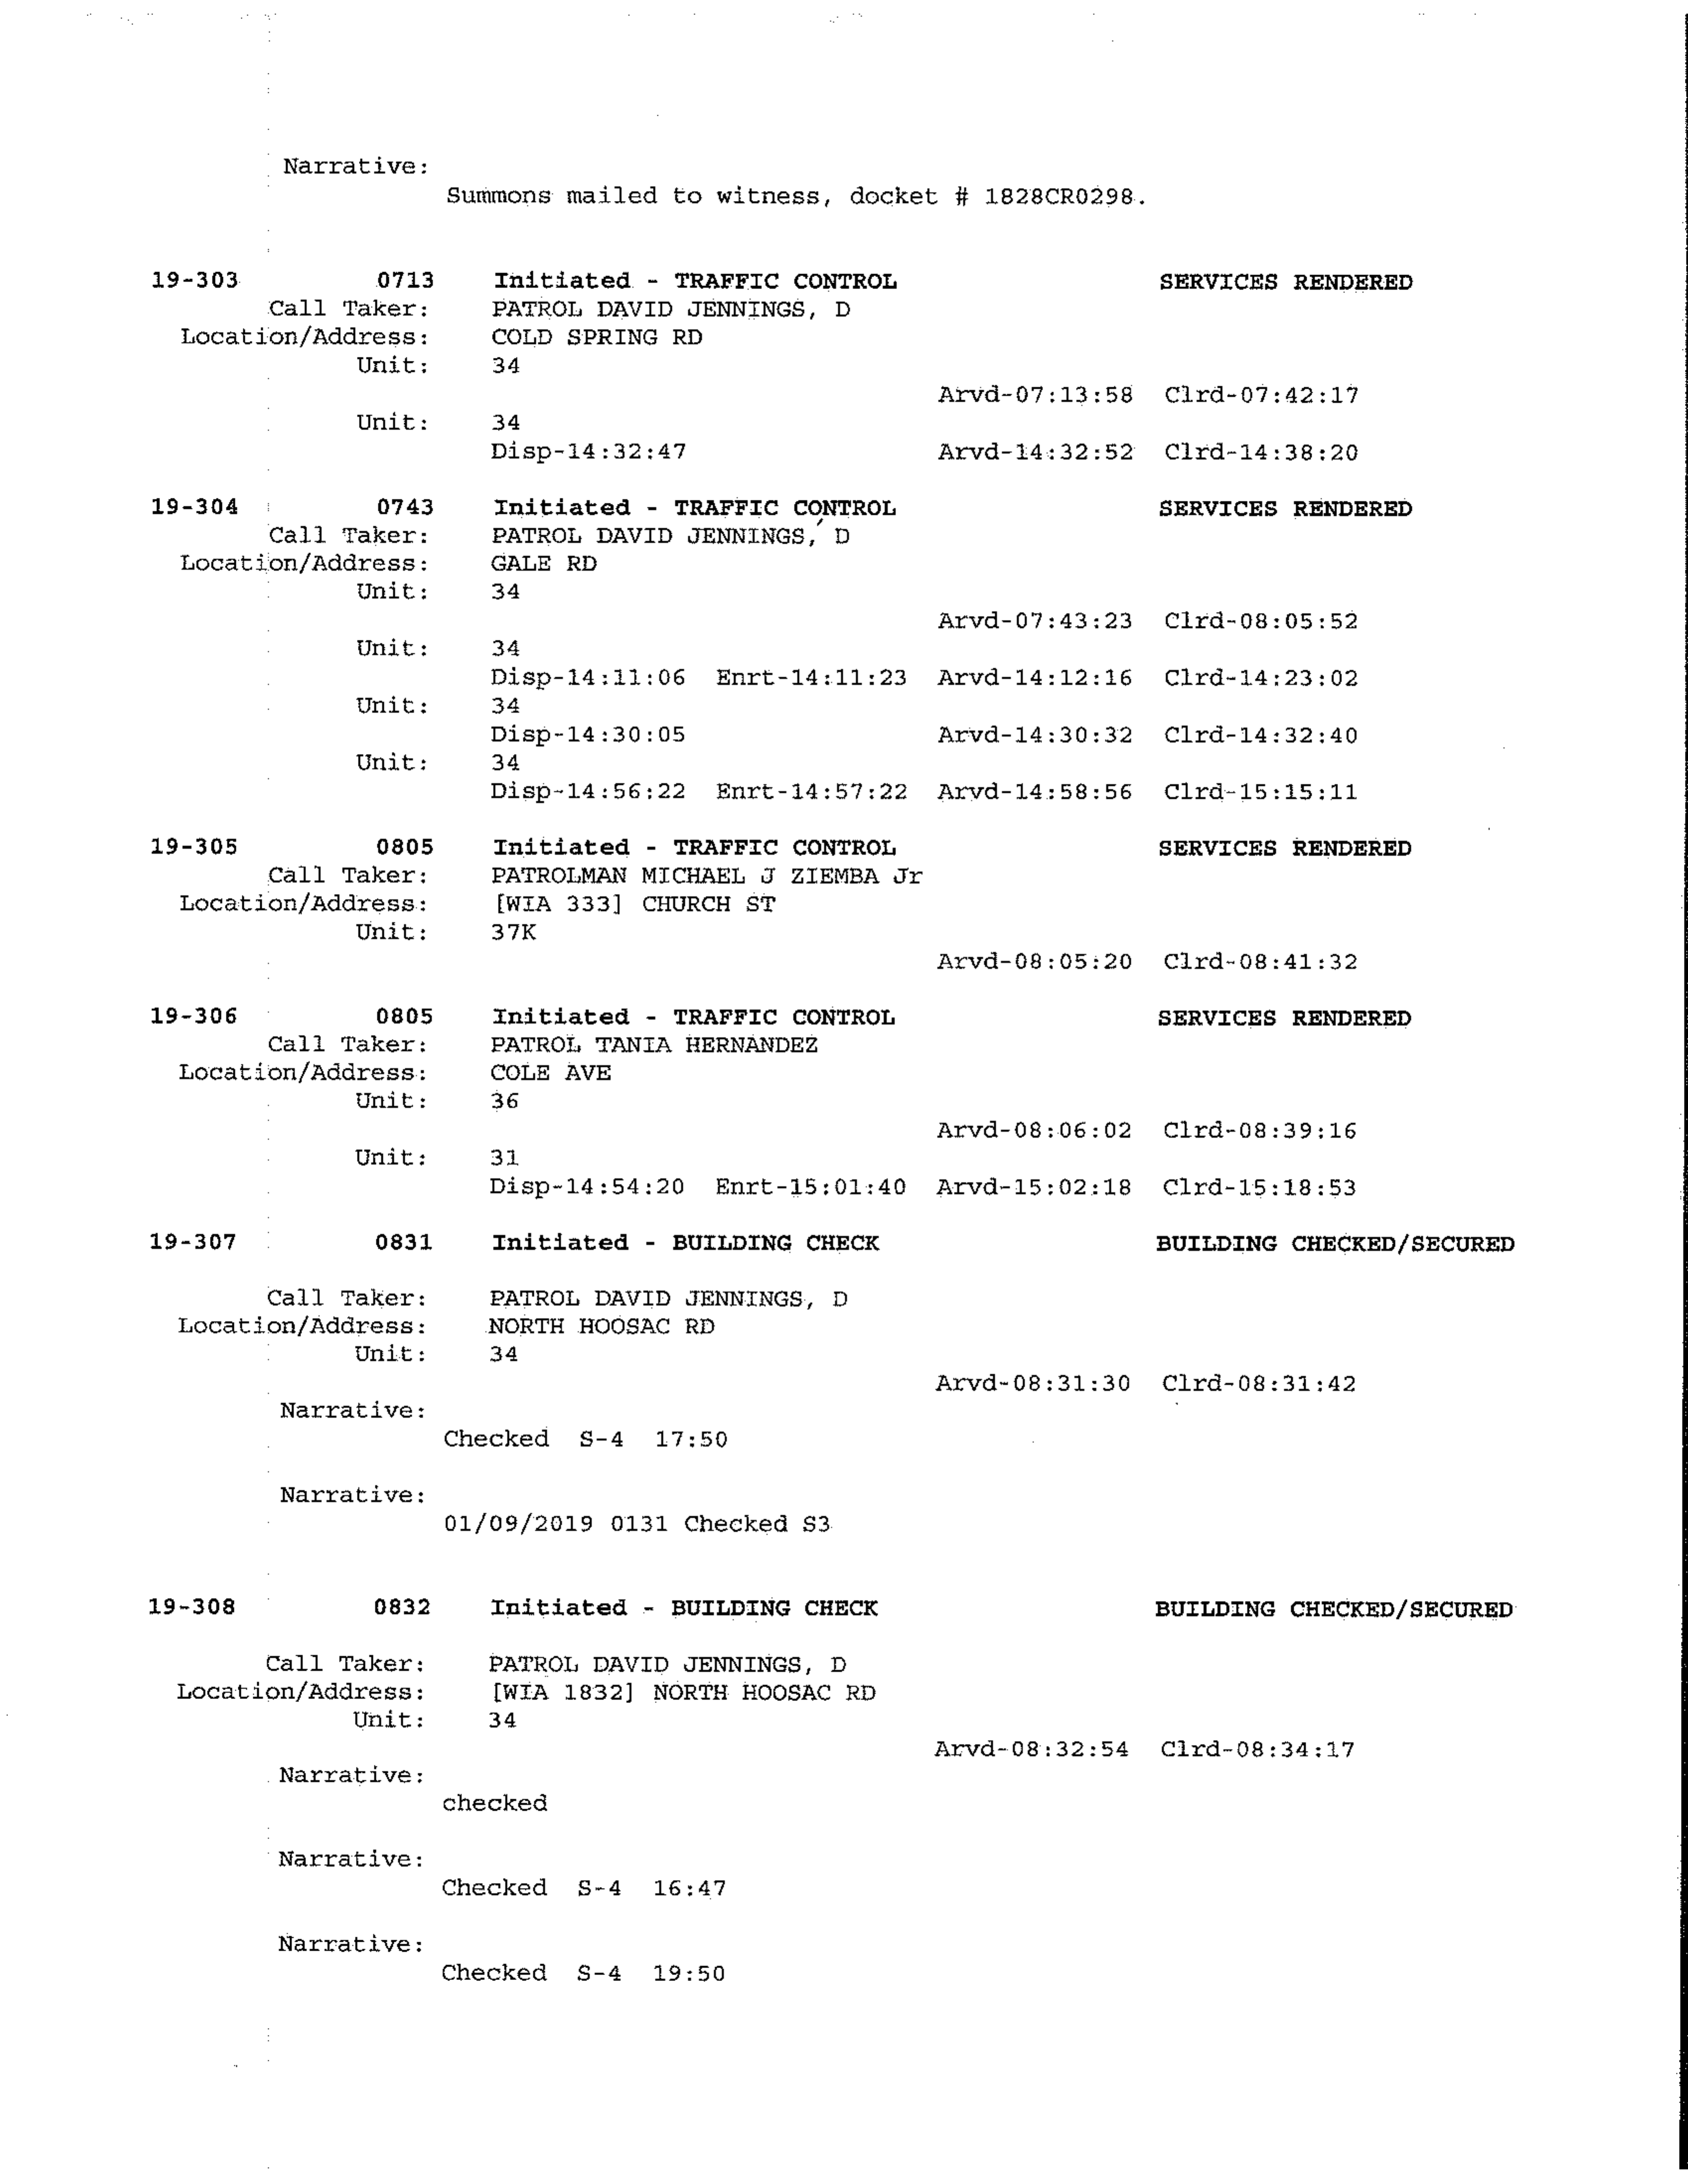 Narrative:
Summons mailed to witness, docket # 1828CR0298.
19-303 0713 Initiated - TRAFFIC CONTROL SERVICES RENDERED
Call Taker: PATROL DAVID JENNINGS, D
Location/Address: COLD SPRING RD
Unit: 34
Arvd-07:13:58 Clrd-07:42:17
Unit: 34
Disp-14:32:47 Arvd-14:32:52 Clrd-14:38:20
19-304 0743 Initiated - TRAFFIC CONTROL SERVICES RENDERED
Call Taker: PATROL DAVID JENNINGS, D
Location/Address: GALE RD
Unit: 34
Arvd-07:43:23 Clrd-08:05:52
Unit: 34
Disp-14:11:06 Enrt-14:11:23 Arvd-14:12:16 Clrd-14:23:02
Unit: 34
Disp-14:30:05 Arvd-14:30:32 Clrd-14:32:40
Unit: 34
Disp-14:56:22 Enrt-14:57:22 Arvd-14:58:56 Clrd-15:15:11
19-305 0805 Initiated - TRAFFIC CONTROL SERVICES RENDERED
Call Taker: PATROLMAN MICHAEL J ZIEMBA Jr
Location/Address: [WIA 333] CHURCH ST
Unit: 37K
Arvd-08:05:20 Clrd-08:41:32
19-306 0805 Initiated - TRAFFIC CONTROL SERVICES RENDERED
Call Taker: PATROL TANIA HERNANDEZ
Location/Address: COLE AVE
Unit: 36
Arvd-08:06:02 Clrd-08:39:16
Unit: 31
Disp-14:54:20 Enrt-15:01:40 Arvd-15:02:18 Clrd-15:18:53
19-307 0831 Initiated - BUILDING CHECK BUILDING CHECKED/SECURED
Call Taker: PATROL DAVID JENNINGS, D
Location/Address: NORTH HOOSAC RD
Unit: 34
Arvd-08:31:30 Clrd-08:31:42
Narrative:
Checked S-4 17:50
Narrative:
01/09/2019 0131 Checked S3
19-308 0832 Initiated - BUILDING CHECK BUILDING CHECKED/SECURED
Call Taker: PATROL DAVID JENNINGS, D
Location/Address: [WIA 1832] NORTH HOOSAC RD
Unit: 34
Arvd-08:32:54 Clrd-08:34:17
Narrative:
checked
Narrative:
Checked S-4 16:47
Narrative:
Checked S-4 19:50